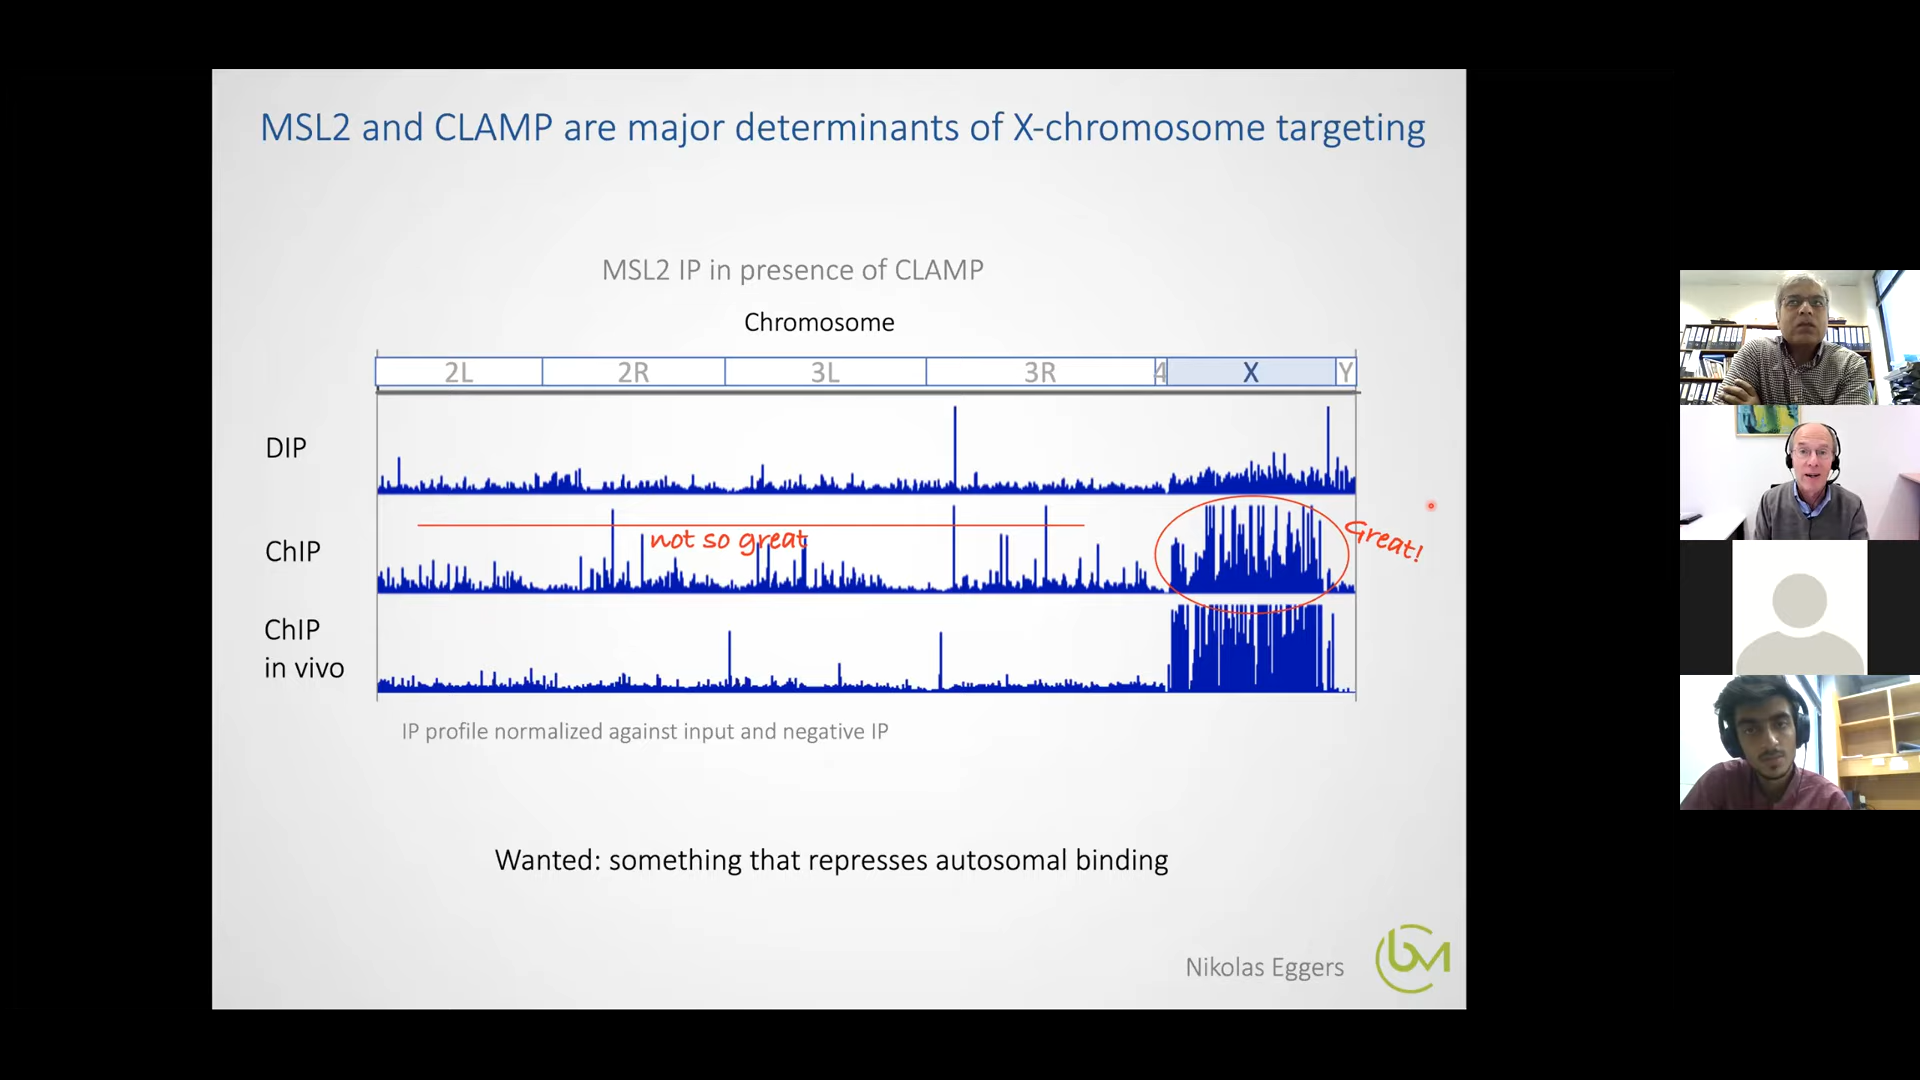 MSL2 and CLAMP are major determinants of X-chromosome targeting
MSL2 IP in presence of CLAMP
Chromosome
2L 2R 3L 3R 4 X Y
DIP
ChIP
not so great
Great!
ChIP
in vivo
IP profile normalized against input and negative IP
Wanted: something that represses autosomal binding
Nikolas Eggers
bm